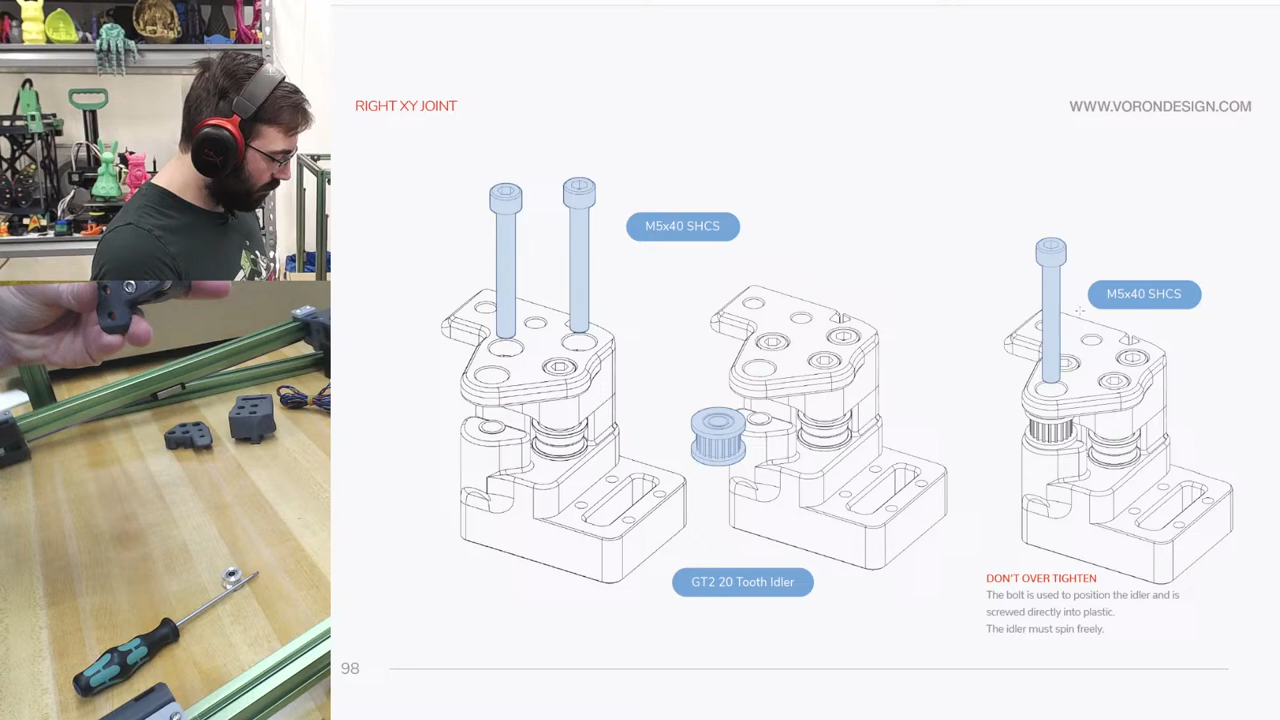 RIGHT XY JOINT
WWW.VORONDESIGN.COM
M5x40 SHCS
M5x40 SHCS
GT2 20 Tooth Idler
DON'T OVER TIGHTEN
The bolt is used to position the idler and is
screwed directly into plastic.
The idler must spin freely.
98